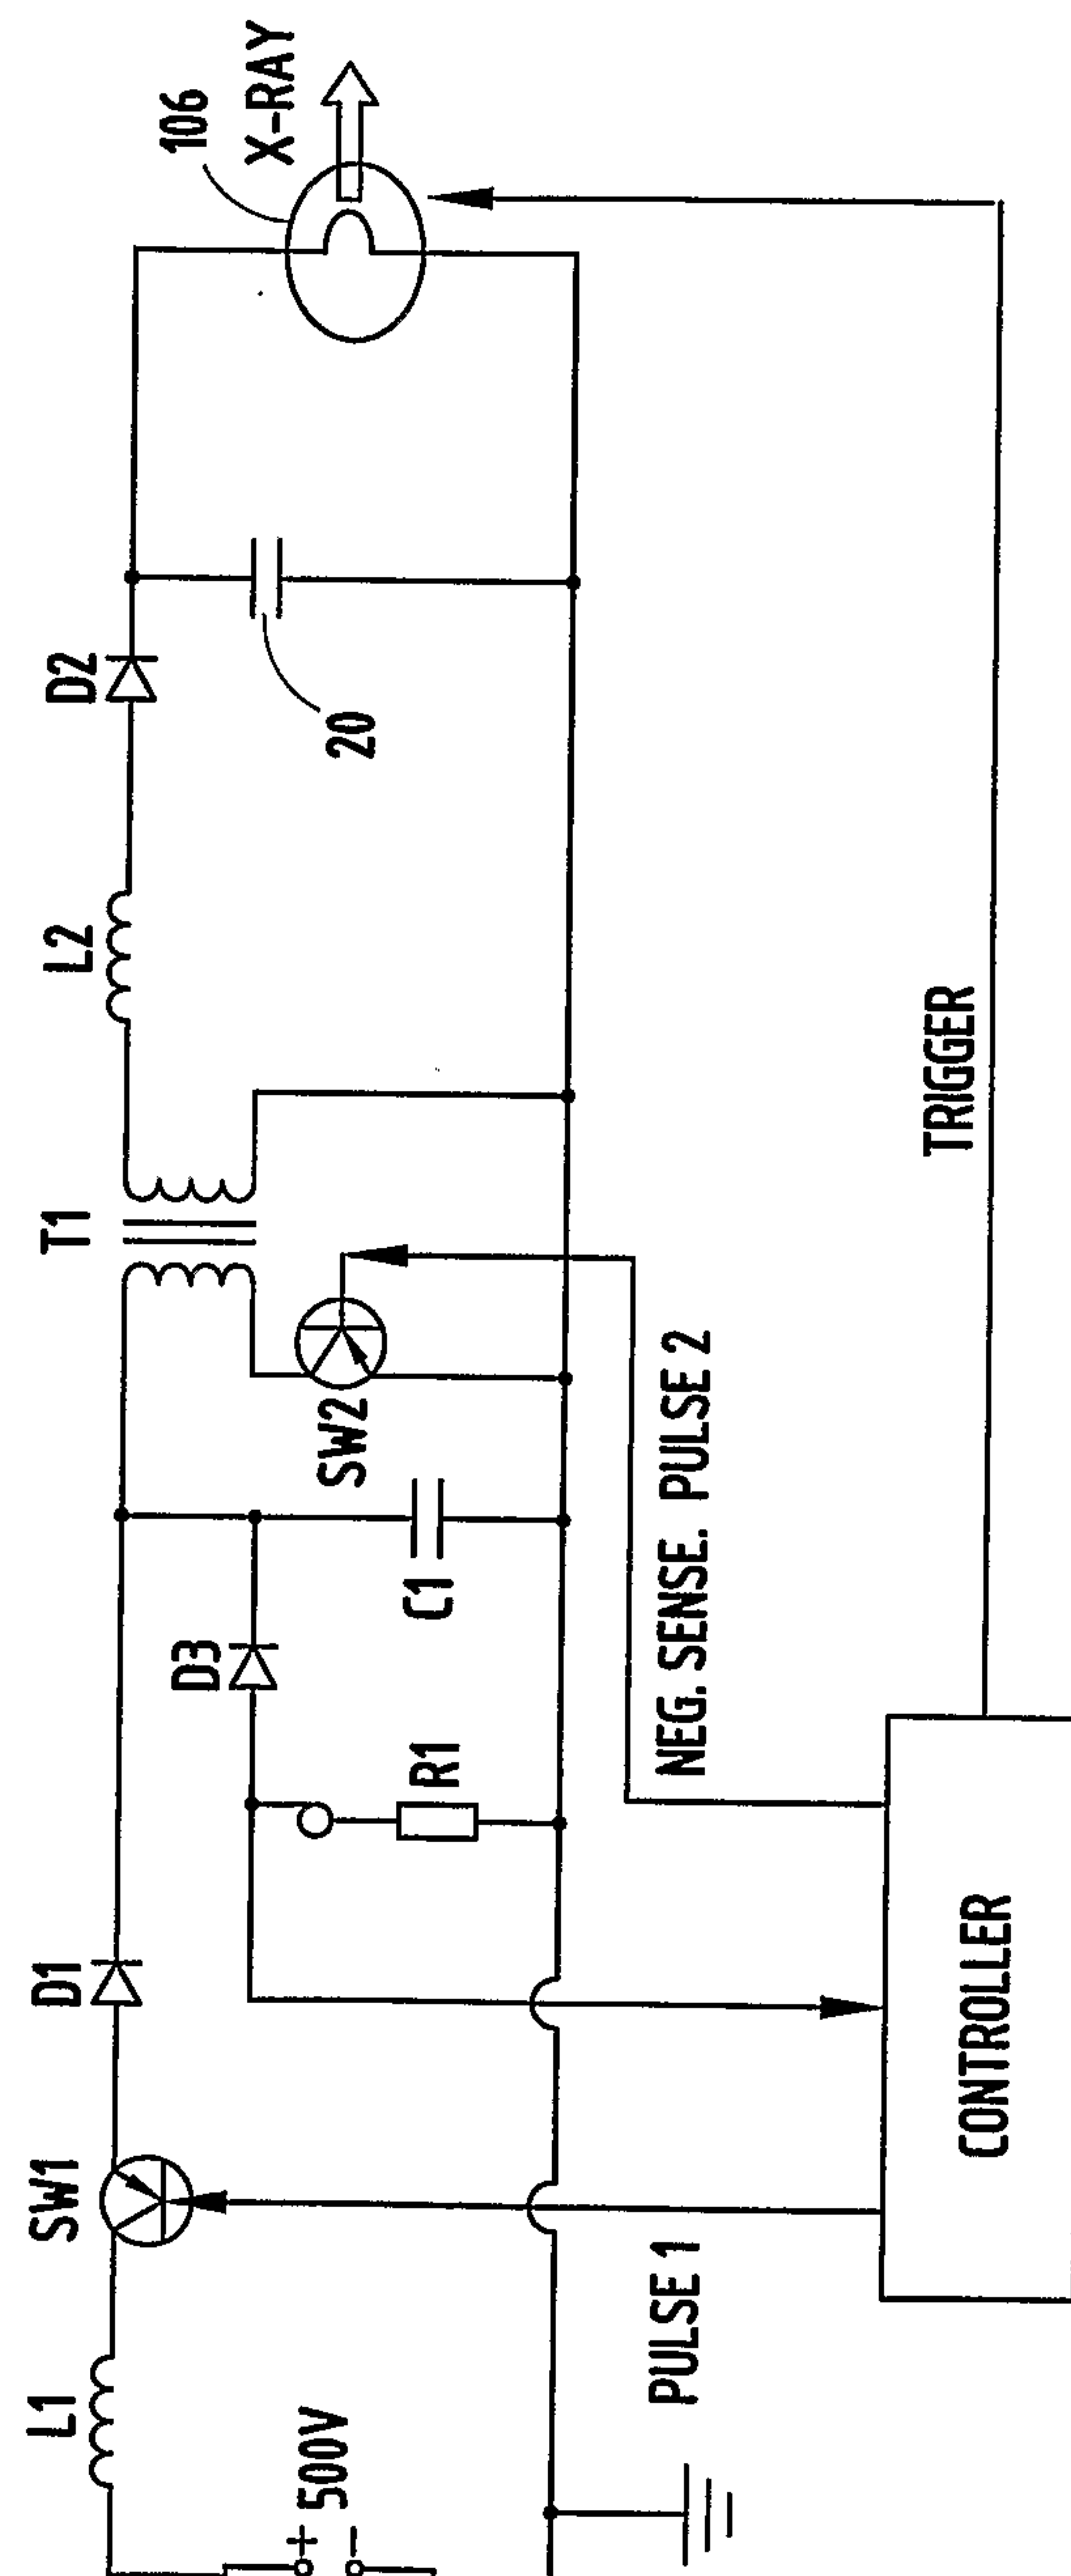 L1
SW1
D1
D3
R1
C1
SW2
T1
L2
D2
20
106
X-RAY
+
500V
-
PULSE 1
NEG. SENSE. PULSE 2
TRIGGER
CONTROLLER